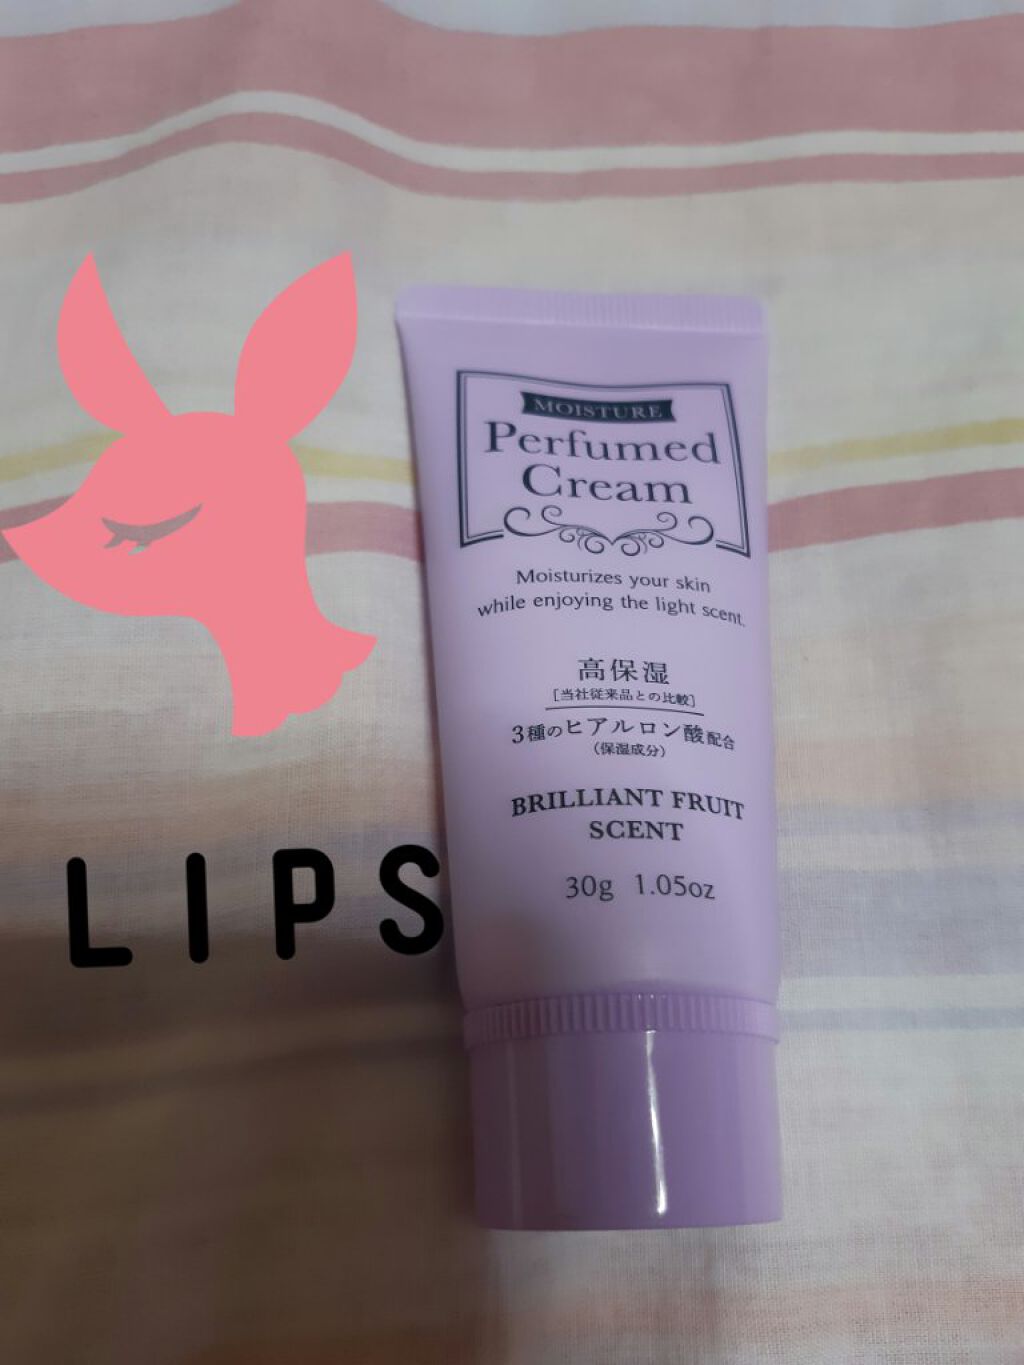 MOISTURE
Perfumed
Cream
Moisturizes your skin
while enjoying the light scent.
高保湿
[当社従来品との比較]
3種のヒアルロン酸配合
(保湿成分)
BRILLIANT FRUIT
SCENT
30g 1.05oz
LIPS